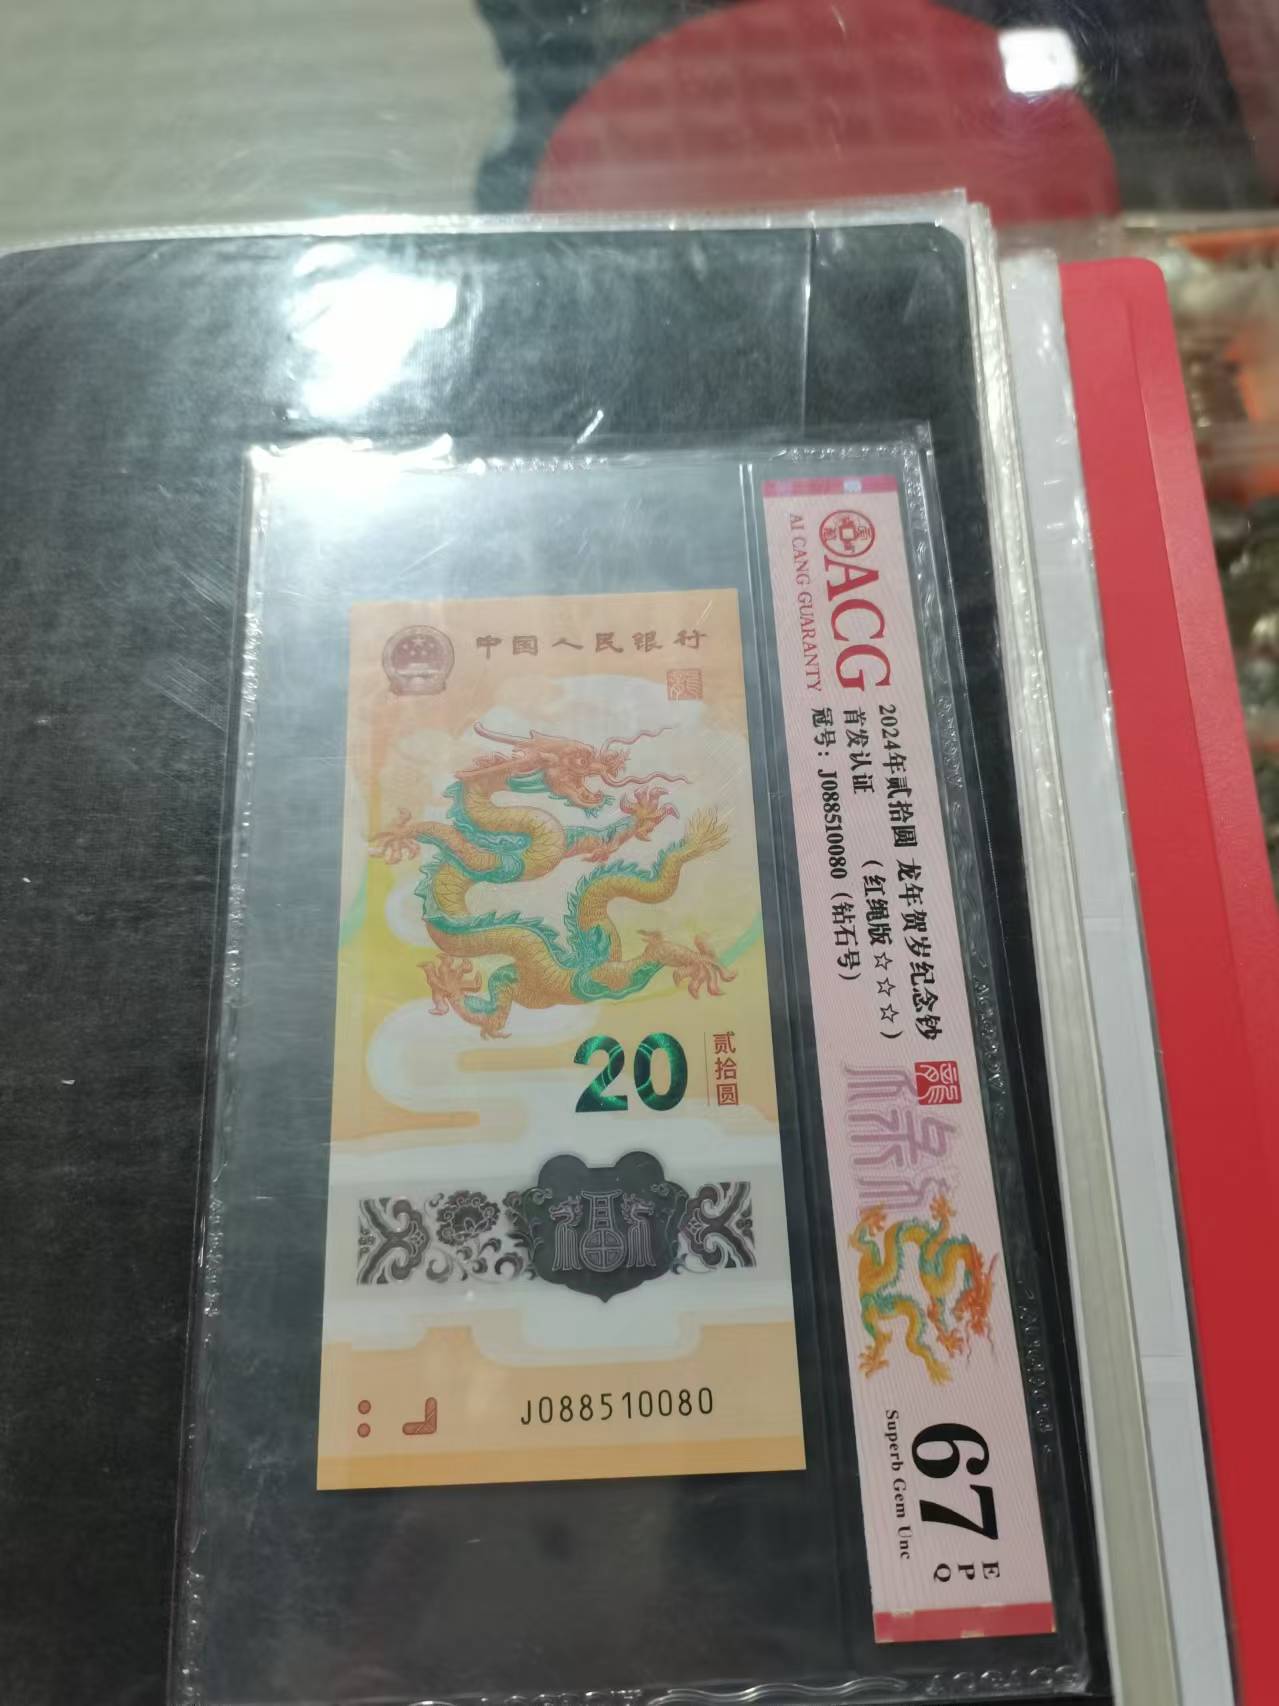 中国人民银行
20
贰拾圆
J088510080
ACG
AI CANG GUARANTY
2024年贰拾圆 龙年贺岁纪念钞
首发认证 (红绳版☆☆☆)
冠号：J088510080 (钻石号)
67
E
P
Q
Superb Gem Unc